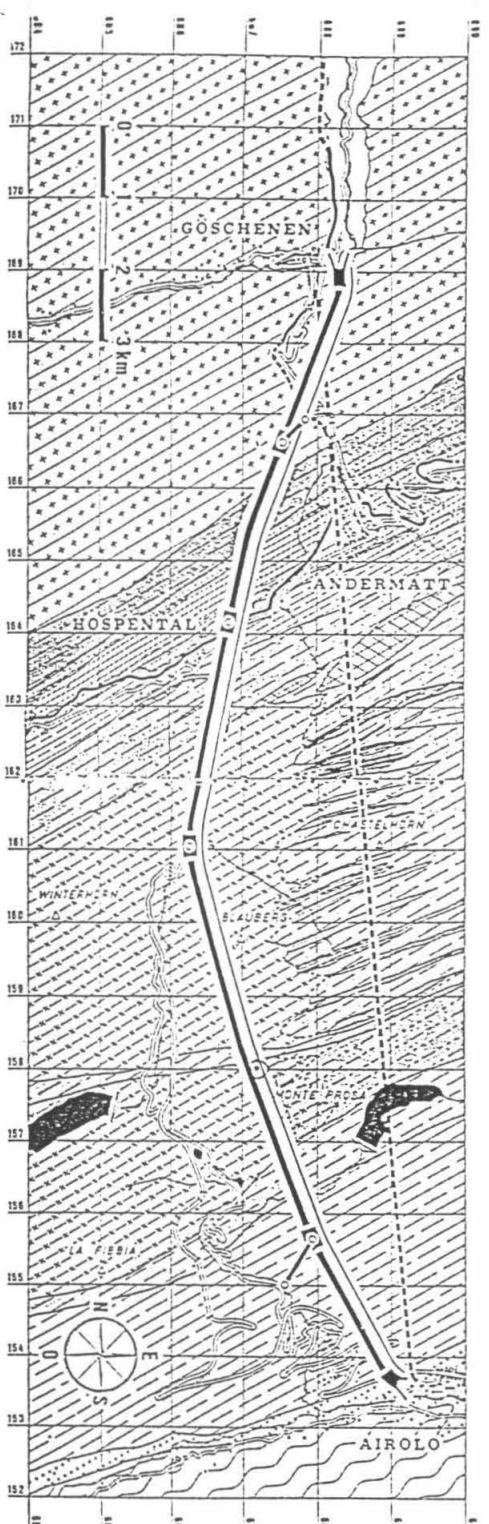 172
171
170
169
168
167
166
165
164
163
162
161
160
159
158
157
156
155
154
153
152
0
2
3 km
GÖSCHENEN
ANDERMATT
HOSPENTAL
CHASTELHORN
WINTERHORN
BLAUBERG
MONTE PROSA
LA FIBBIA
N
E
S
O
AIROLO